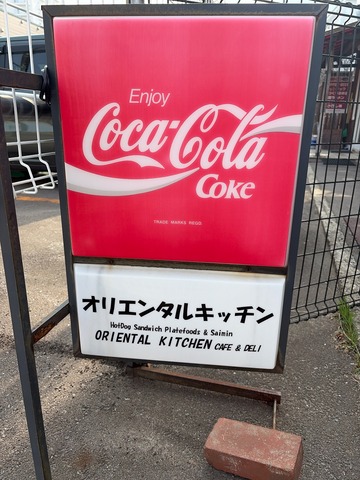 Enjoy
Coca-Cola
Coke
TRADE MARKS REGD.
オリエンタルキッチン
HotDog Sandwich Platefoods & Saimin
ORIENTAL KITCHEN CAFE & DELI